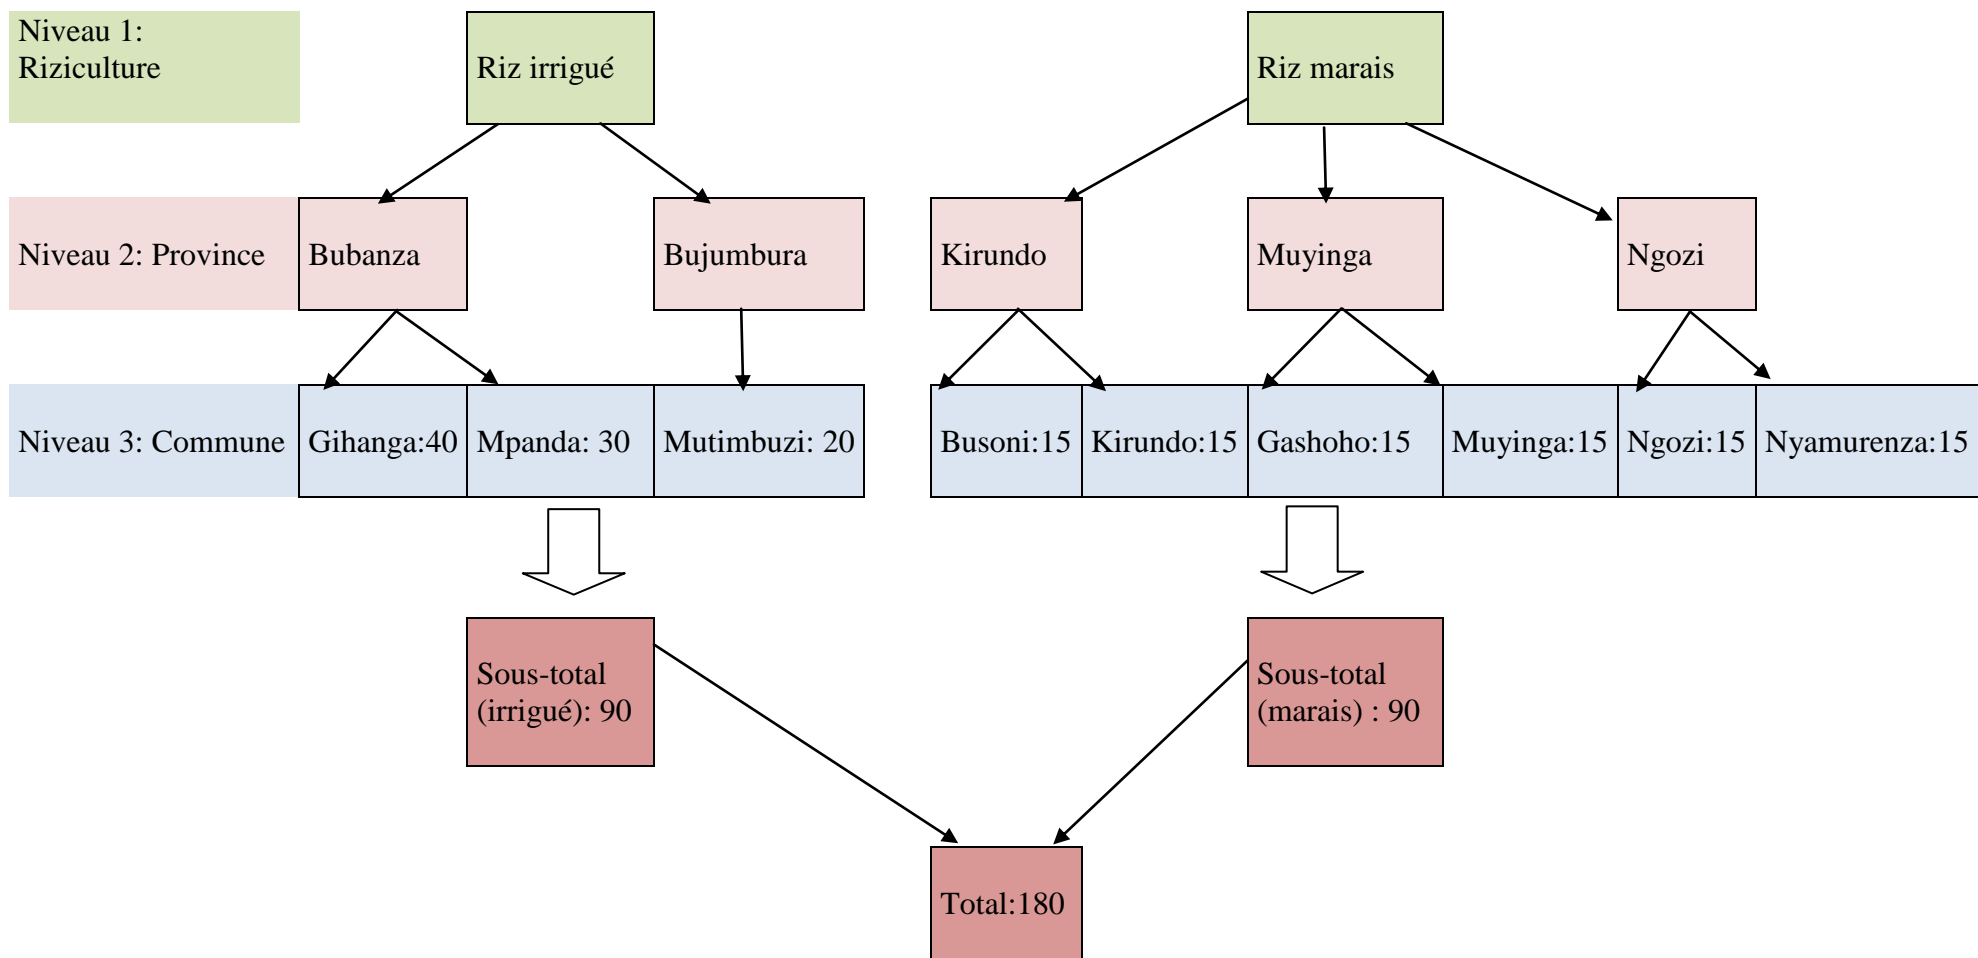 Niveau 1:
Riziculture
Riz irrigué
Riz marais
Niveau 2: Province
Bubanza
Bujumbura
Kirundo
Muyinga
Ngozi
Niveau 3: Commune
Gihanga:40
Mpanda: 30
Mutimbuzi: 20
Busoni:15
Kirundo:15
Gashoho:15
Muyinga:15
Ngozi:15
Nyamurenza:15
Sous-total
(irrigué): 90
Sous-total
(marais) : 90
Total:180